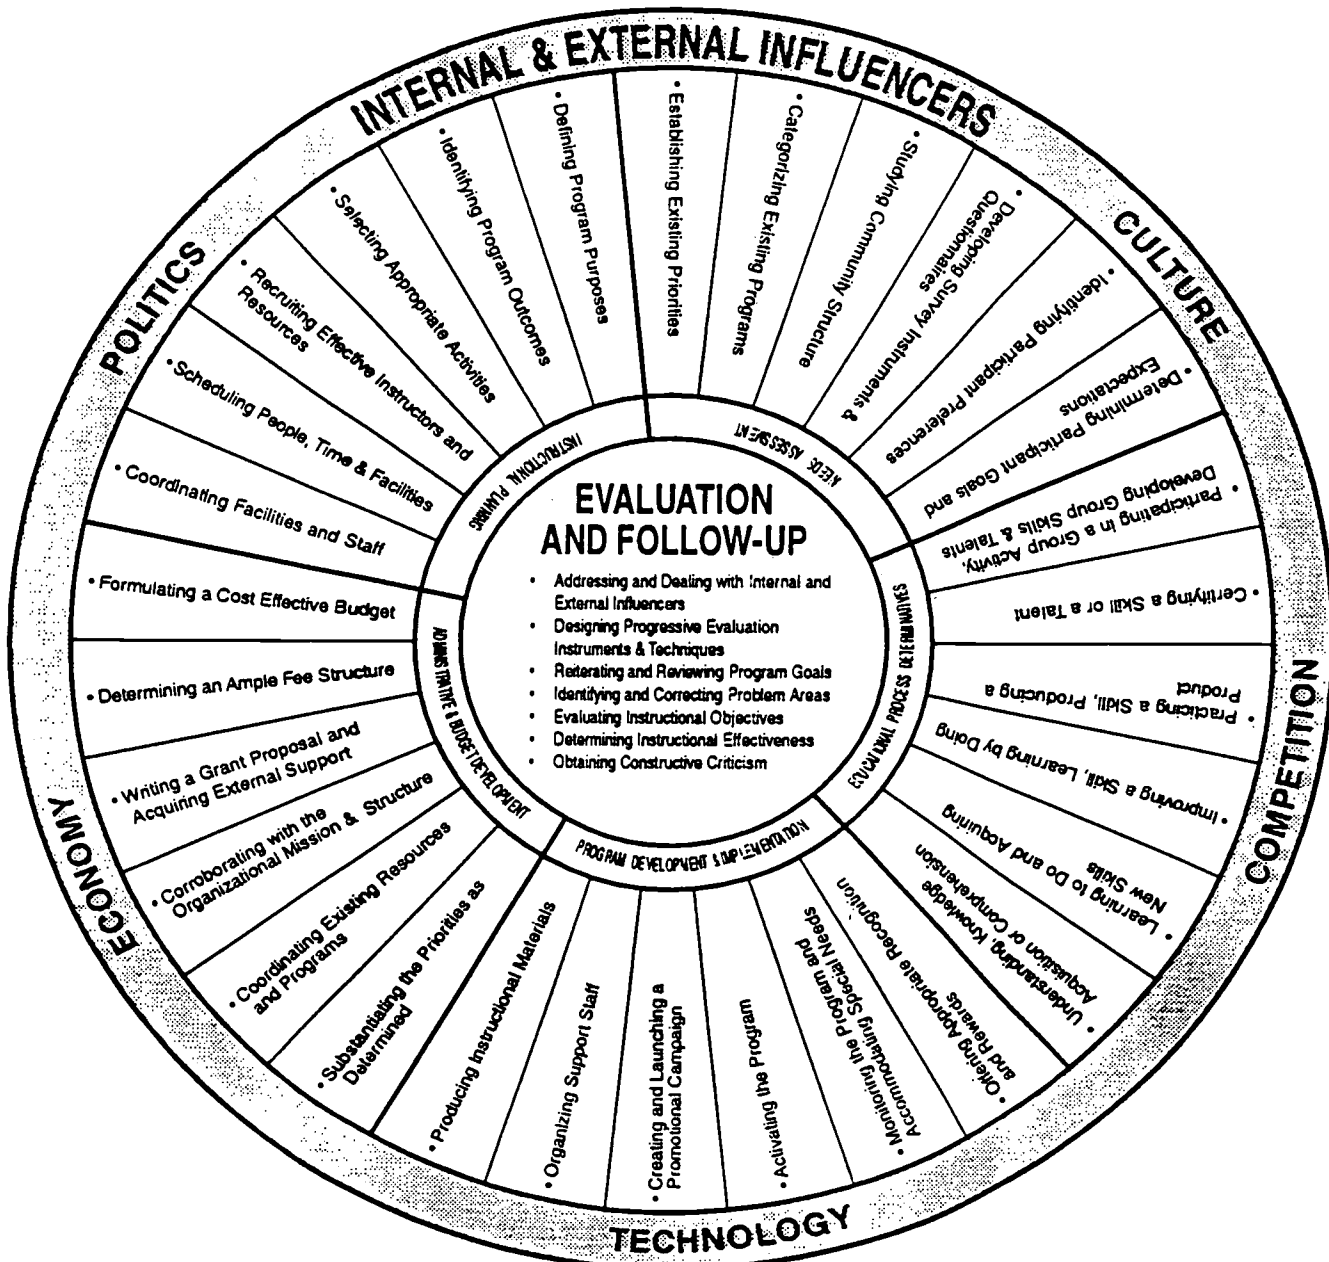 INTERNAL & EXTERNAL INFLUENCERS
CULTURE
COMPETITION
TECHNOLOGY
ECONOMY
POLITICS
NEEDS ASSESSMENT
• Establishing Existing Priorities
• Categorizing Existing Programs
• Studying Community Structure
• Developing Survey Instruments &
Questionnaires
• Identifying Participant Preferences
• Determining Participant Goals and
Expectations
EDUCATIONAL PROCESS DETERMINATIVES
• Participating in a Group Activity,
Developing Group Skills & Talents
• Certifying a Skill or a Talent
• Practicing a Skill, Producing a
Product
• Improving a Skill, Learning by Doing
• Learning to Do and Acquiring
New Skills
• Understanding, Knowledge
Acquisition or Comprehension
PROGRAM DEVELOPMENT & IMPLEMENTATION
• Offering Appropriate Recognition
and Rewards
• Monitoring the Program and
Accommodating Special Needs
• Activating the Program
• Creating and Launching a
Promotional Campaign
• Organizing Support Staff
• Producing Instructional Materials
ADMINISTRATIVE & BUDGET DEVELOPMENT
• Substantiating the Priorities as
Determined
• Coordinating Existing Resources
and Programs
• Corroborating with the
Organizational Mission & Structure
• Writing a Grant Proposal and
Acquiring External Support
• Determining an Ample Fee Structure
• Formulating a Cost Effective Budget
INSTRUCTIONAL PLANNING
• Coordinating Facilities and Staff
• Scheduling People, Time & Facilities
• Recruiting Effective Instructors and
Resources
• Selecting Appropriate Activities
• Identifying Program Outcomes
• Defining Program Purposes
EVALUATION
AND FOLLOW-UP
• Addressing and Dealing with Internal and
External Influencers
• Designing Progressive Evaluation
Instruments & Techniques
• Reiterating and Reviewing Program Goals
• Identifying and Correcting Problem Areas
• Evaluating Instructional Objectives
• Determining Instructional Effectiveness
• Obtaining Constructive Criticism